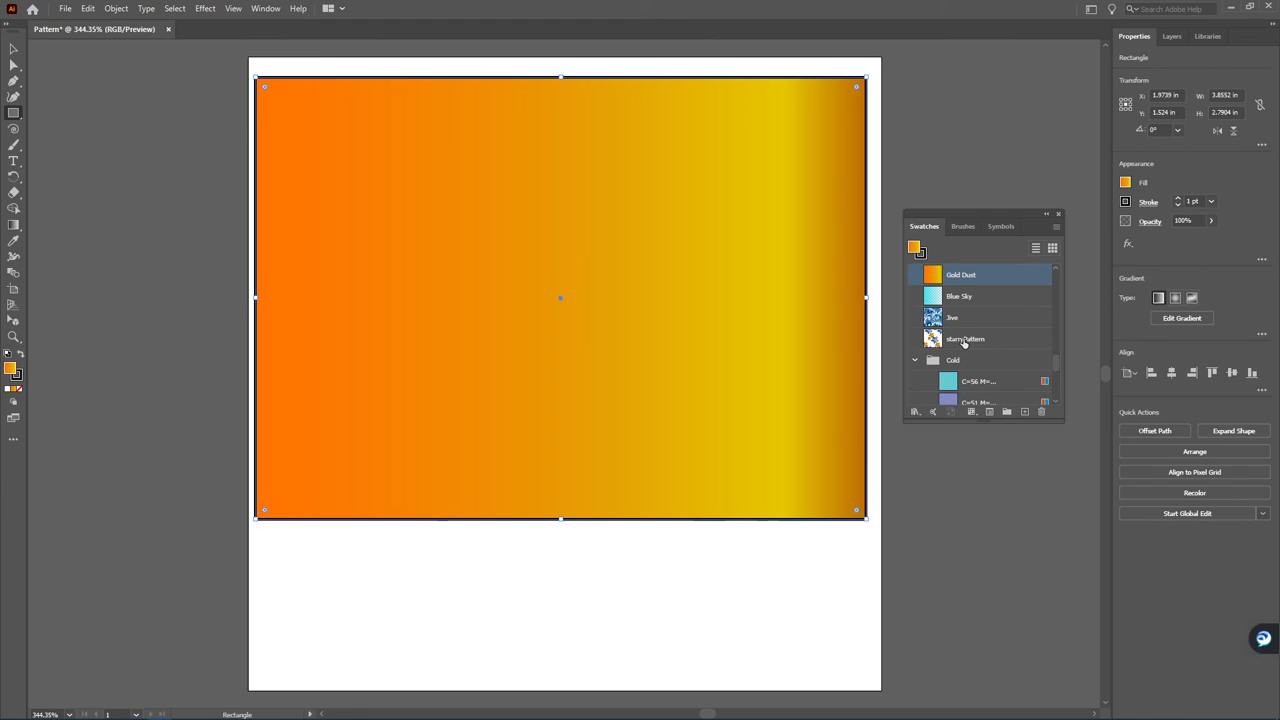 Ai
File Edit Object Type Select Effect View Window Help
Search Adobe Help
Pattern* @ 344.35% (RGB/Preview)
Properties Layers Libraries
Rectangle
Transform
X: 1.9739 in W: 3.8552 in
Y: 1.524 in H: 2.7904 in
0°
Appearance
Fill
Stroke 1 pt
Opacity 100%
fx.
Gradient
Type:
Edit Gradient
Align
Quick Actions
Offset Path Expand Shape
Arrange
Align to Pixel Grid
Recolor
Start Global Edit
Swatches Brushes Symbols
Gold Dust
Blue Sky
Jive
starryPattern
Cold
C=56 M=...
C=51 M=...
344.35% 1 Rectangle